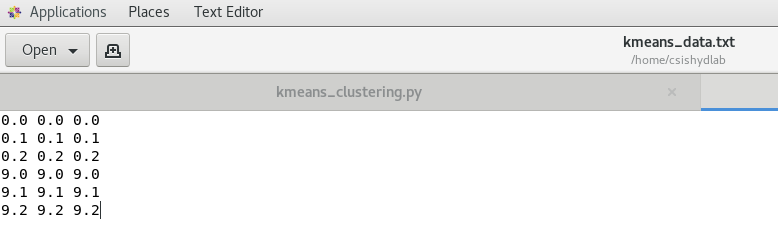 Applications Places Text Editor
Open
kmeans_data.txt
/home/csishydlab
kmeans_clustering.py ×
0.0 0.0 0.0
0.1 0.1 0.1
0.2 0.2 0.2
9.0 9.0 9.0
9.1 9.1 9.1
9.2 9.2 9.2